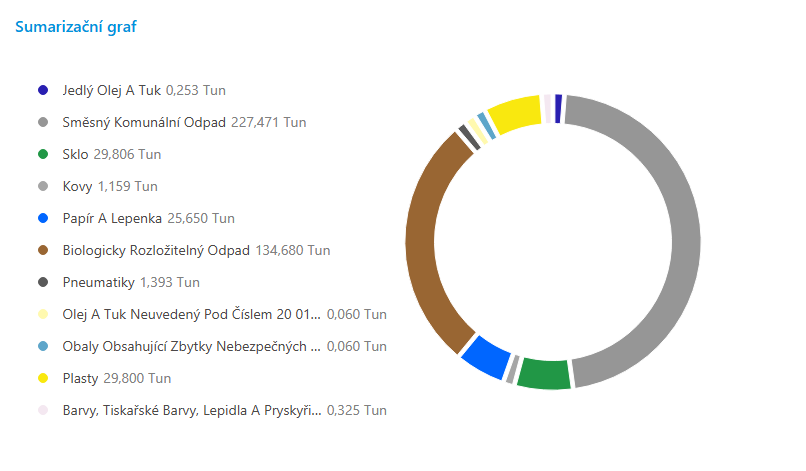 Sumarizační graf
Jedlý Olej A Tuk 0,253 Tun
Směsný Komunální Odpad 227,471 Tun
Sklo 29,806 Tun
Kovy 1,159 Tun
Papír A Lepenka 25,650 Tun
Biologicky Rozložitelný Odpad 134,680 Tun
Pneumatiky 1,393 Tun
Olej A Tuk Neuvedený Pod Číslem 20 01... 0,060 Tun
Obaly Obsahující Zbytky Nebezpečných ... 0,060 Tun
Plasty 29,800 Tun
Barvy, Tiskařské Barvy, Lepidla A Pryskyři... 0,325 Tun